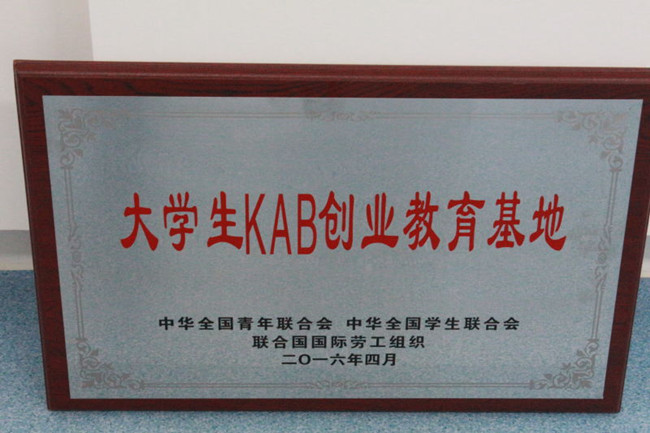 大学生KAB创业教育基地
中华全国青年联合会 中华全国学生联合会
联合国国际劳工组织
二〇一六年四月